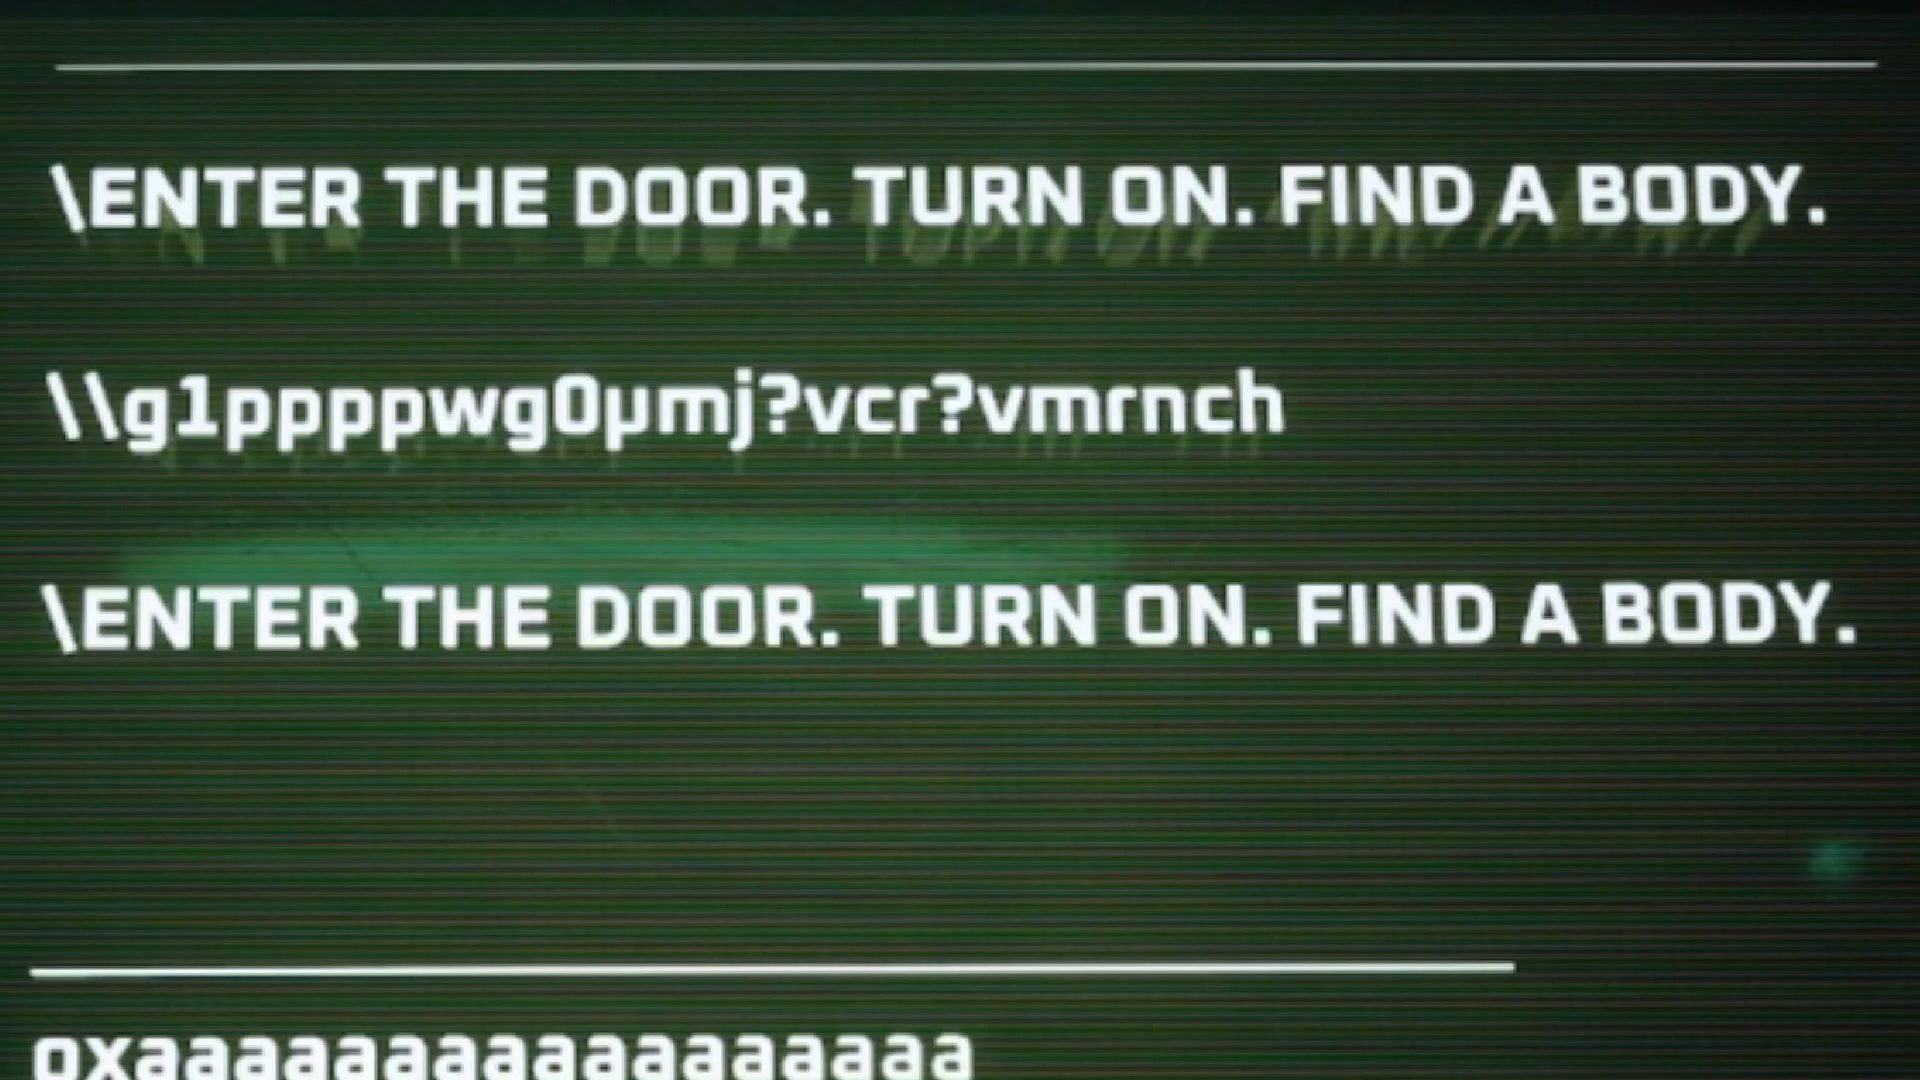 \ENTER THE DOOR. TURN ON. FIND A BODY.
\\g1ppppwg0µmj?vcr?vmrnch
\ENTER THE DOOR. TURN ON. FIND A BODY.
oxaaaaaaaaaaaaaaaaa